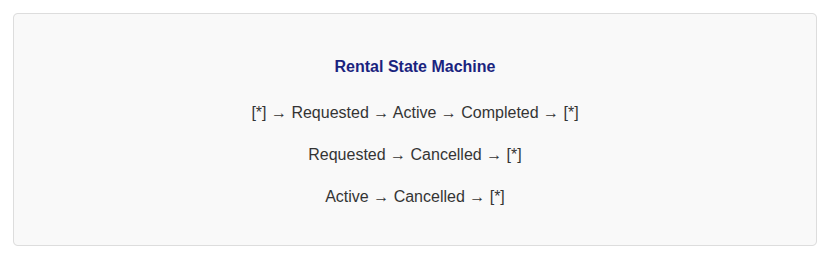 Rental State Machine
[*] → Requested → Active → Completed → [*]
Requested → Cancelled → [*]
Active → Cancelled → [*]